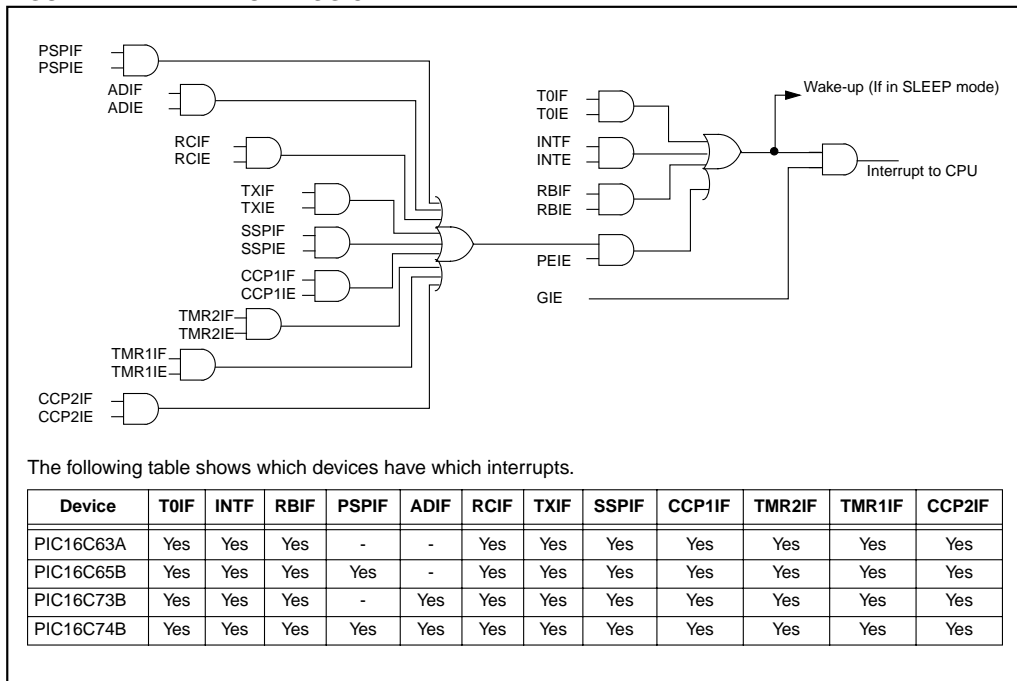 PSPIF
PSPIE
ADIF
ADIE
RCIF
RCIE
TXIF
TXIE
SSPIF
SSPIE
CCP1IF
CCP1IE
TMR2IF
TMR2IE
TMR1IF
TMR1IE
CCP2IF
CCP2IE
T0IF
T0IE
INTF
INTE
RBIF
RBIE
PEIE
GIE
Wake-up (If in SLEEP mode)
Interrupt to CPU
The following table shows which devices have which interrupts.
Device T0IF INTF RBIF PSPIF ADIF RCIF TXIF SSPIF CCP1IF TMR2IF TMR1IF CCP2IF
PIC16C63A Yes Yes Yes - - Yes Yes Yes Yes Yes Yes Yes
PIC16C65B Yes Yes Yes Yes - Yes Yes Yes Yes Yes Yes Yes
PIC16C73B Yes Yes Yes - Yes Yes Yes Yes Yes Yes Yes Yes
PIC16C74B Yes Yes Yes Yes Yes Yes Yes Yes Yes Yes Yes Yes